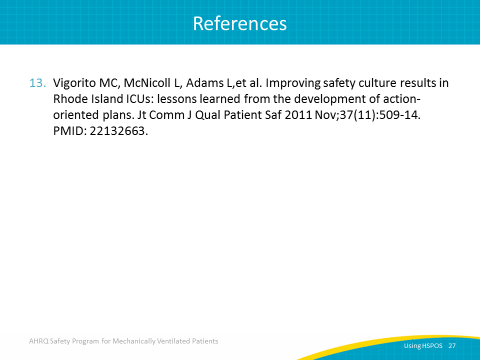 References
13. Vigorito MC, McNicoll L, Adams L,et al. Improving safety culture results in
Rhode Island ICUs: lessons learned from the development of action-
oriented plans. Jt Comm J Qual Patient Saf 2011 Nov;37(11):509-14.
PMID: 22132663.
AHRQ Safety Program for Mechanically Ventilated Patients
Using HSPOS 27